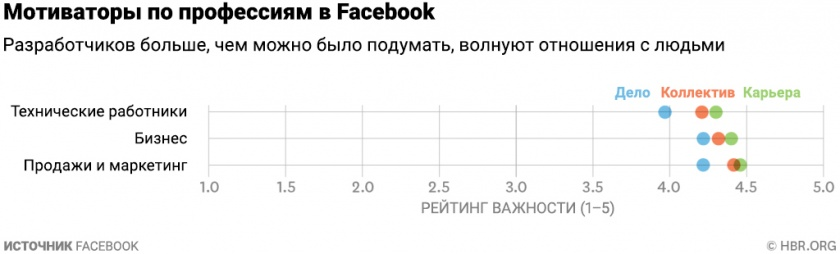 Мотиваторы по профессиям в Facebook
Разработчиков больше, чем можно было подумать, волнуют отношения с людьми
Дело Коллектив Карьера
Технические работники
Бизнес
Продажи и маркетинг
1.0 1.5 2.0 2.5 3.0 3.5 4.0 4.5 5.0
РЕЙТИНГ ВАЖНОСТИ (1–5)
ИСТОЧНИК FACEBOOK © HBR.ORG